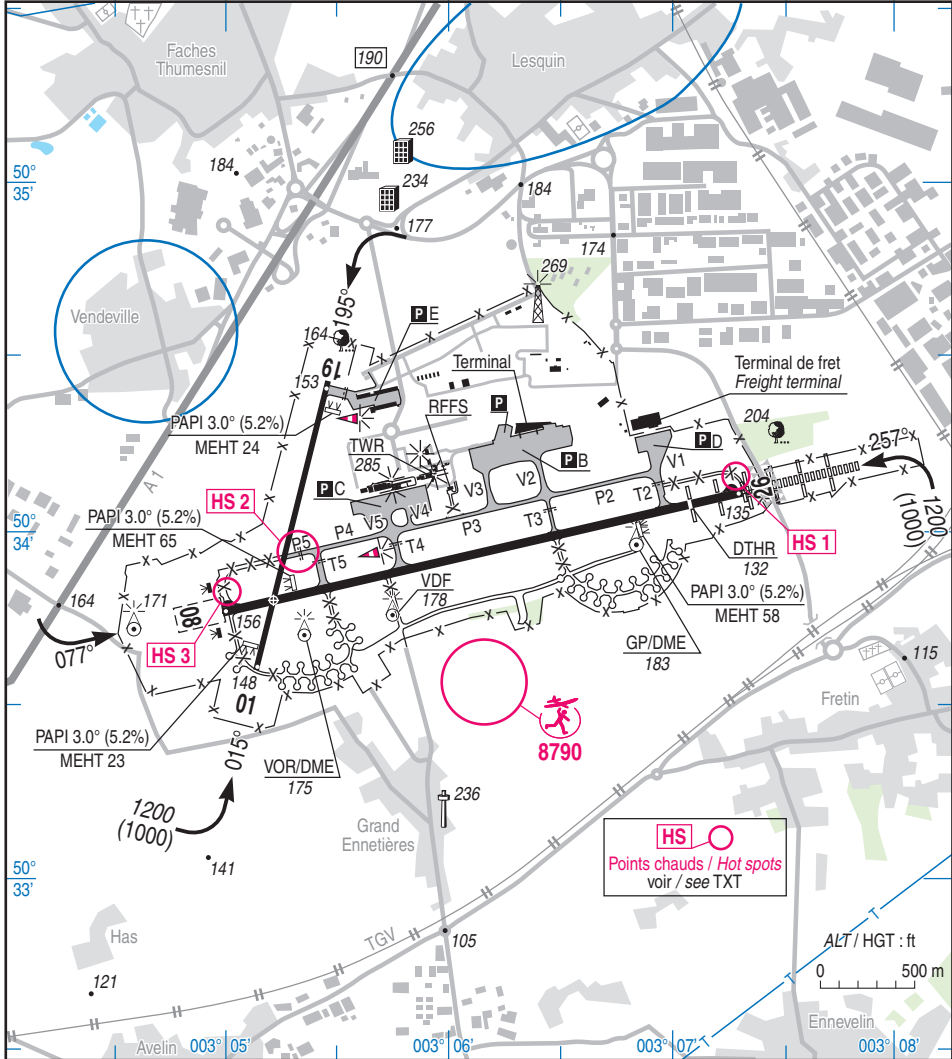 Faches
Thumesnil
190
Lesquin
256
50°
35'
184
234
184
177
174
269
195°
Vendeville
164
P E
19
153
Terminal
Terminal de fret
Freight terminal
RFFS
P
PAPI 3.0° (5.2%)
MEHT 24
204
P D
TWR
285
P B
V1
257°
A 1
P C
V3
V2
26
HS 2
V4
V5
P2
T2
1200
(1000)
PAPI 3.0° (5.2%)
MEHT 65
P5
P4
P3
T3
135
50°
34'
HS 1
T5
T4
DTHR
132
VDF
178
PAPI 3.0° (5.2%)
MEHT 58
164
171
08
156
077°
HS 3
GP/DME
183
115
148
01
Fretin
PAPI 3.0° (5.2%)
MEHT 23
015°
8790
VOR/DME
175
1200
(1000)
236
Grand
Ennetières
HS
Points chauds / Hot spots
voir / see TXT
141
50°
33'
Has
TGV
105
ALT / HGT : ft
0 500 m
121
T
T
Ennevelin
Avelin
003° 05'
003° 06'
003° 07'
003° 08'